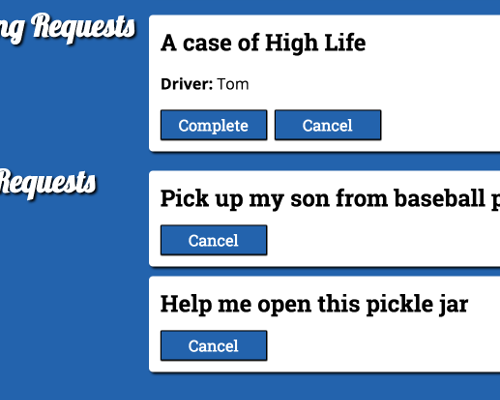 ng Requests
A case of High Life
Driver: Tom
Complete Cancel
Requests
Pick up my son from baseball p
Cancel
Help me open this pickle jar
Cancel